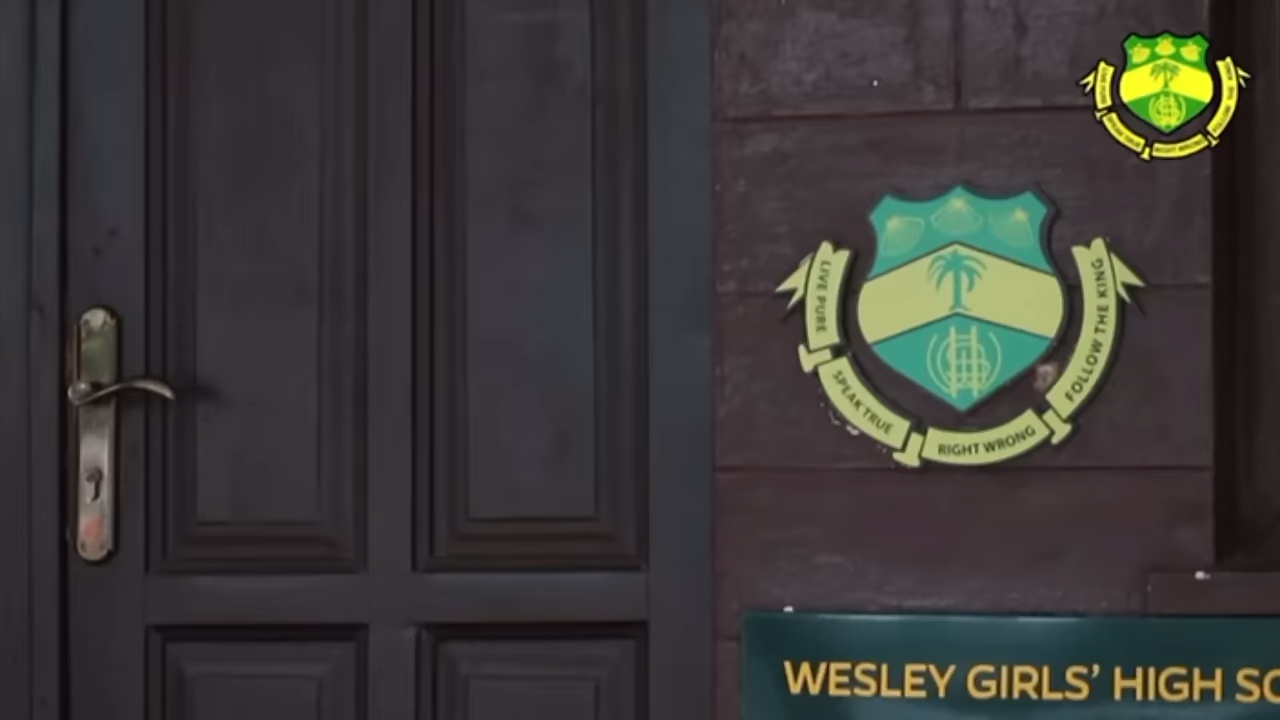 LIVE PURE
SPEAK TRUE
RIGHT WRONG
FOLLOW THE KING
WESLEY GIRLS' HIGH SC